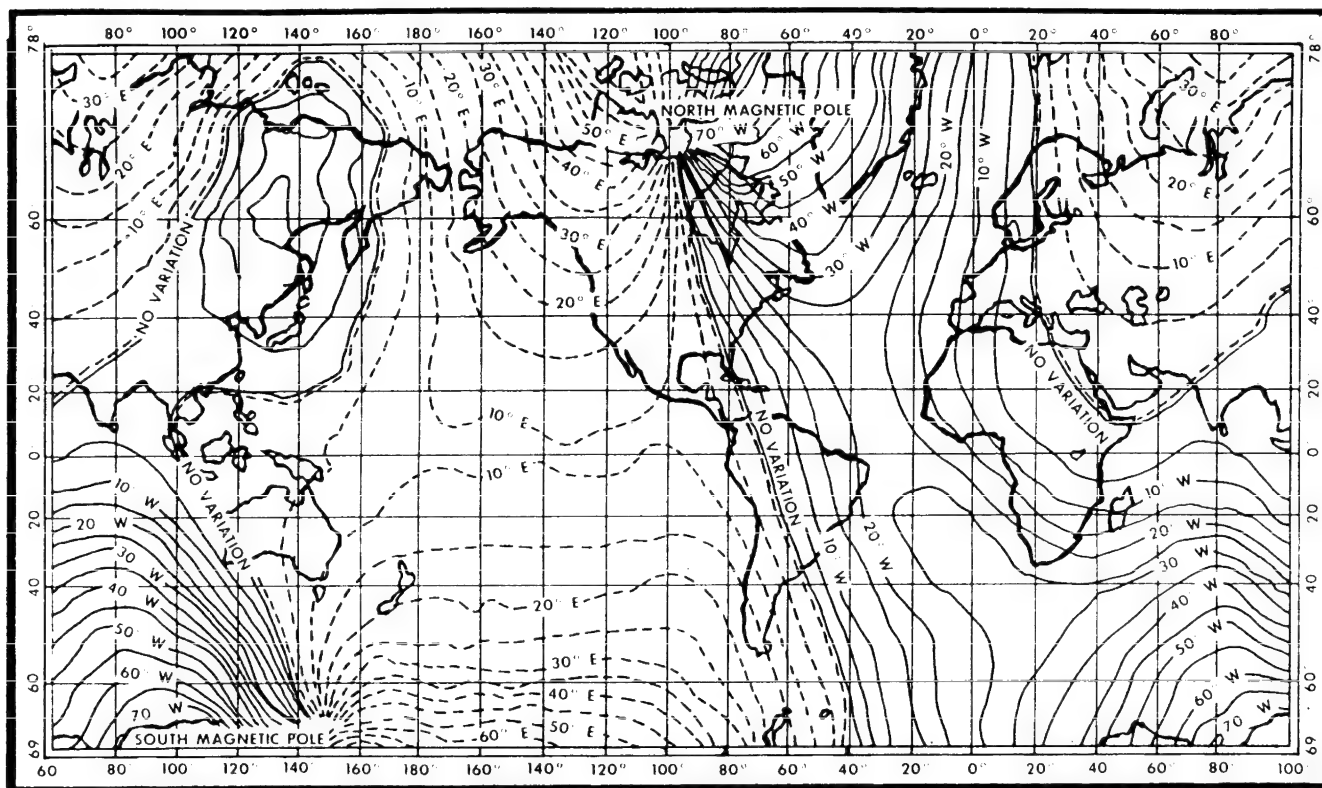 80° 100° 120° 140° 160° 180° 160° 140° 120° 100° 80° 60° 40° 20° 0° 20° 40° 60° 80°
78° 78°
30° E 10° E 20° E 30° E 20° W 30° E
NORTH MAGNETIC POLE
50° E 70° W 60° W 10° W
20° E 40° E 50° W 20° E
60° 10° E 30° E 40° W 60°
NO VARIATION 20° E 30° W 10° E
40° 40°
NO VARIATION
20° 10° E NO VARIATION 20
0 NO VARIATION 10° E 0
10° W 10° W
20 20 W 10° W 20° W 20° W 20
30 W 30° W
40 40 W 20° E 40° W 40
50° W 50° W
60 60° W 30° E 40° E 60° W 60
70 W 50° E 70 W
SOUTH MAGNETIC POLE 60° E
69 69
60 80° 100° 120° 140° 160° 180° 160° 140° 120° 100° 80° 60° 40° 20° 0° 20° 40° 60° 80° 100°